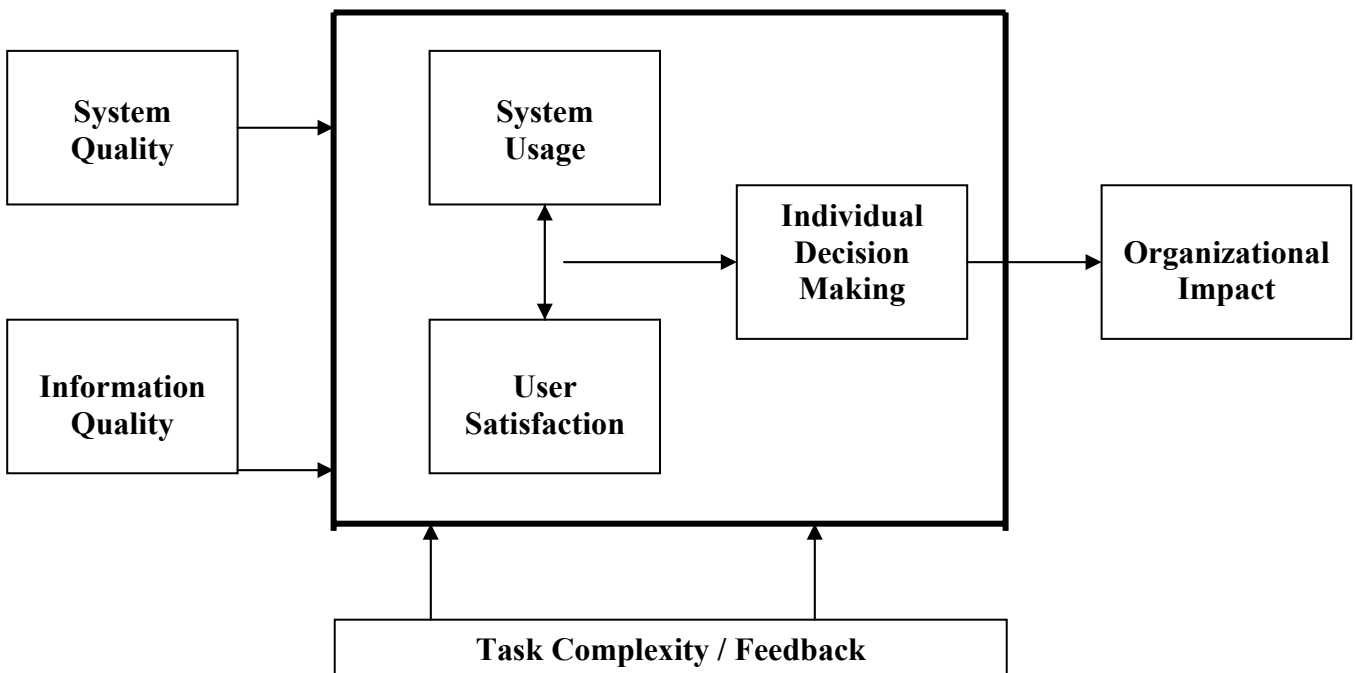 System
Quality
System
Usage
Individual
Decision
Making
Organizational
Impact
Information
Quality
User
Satisfaction
Task Complexity / Feedback